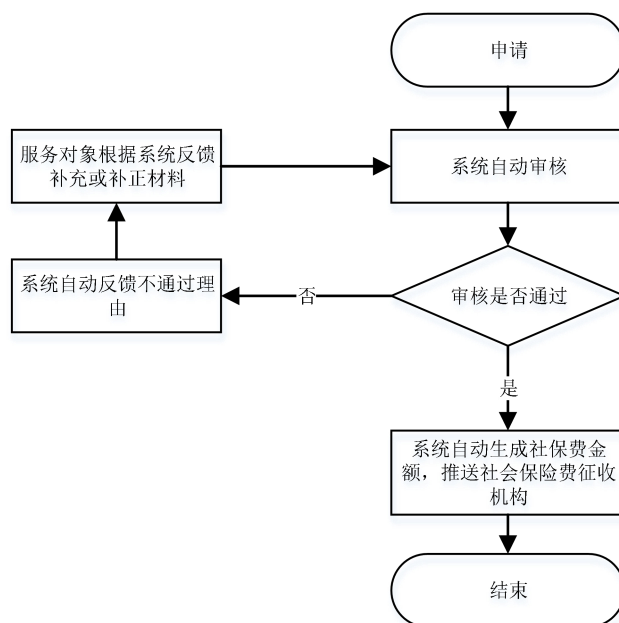 申请
服务对象根据系统反馈
补充或补正材料
系统自动审核
系统自动反馈不通过理
由
否
审核是否通过
是
系统自动生成社保费金
额，推送社会保险费征收
机构
结束